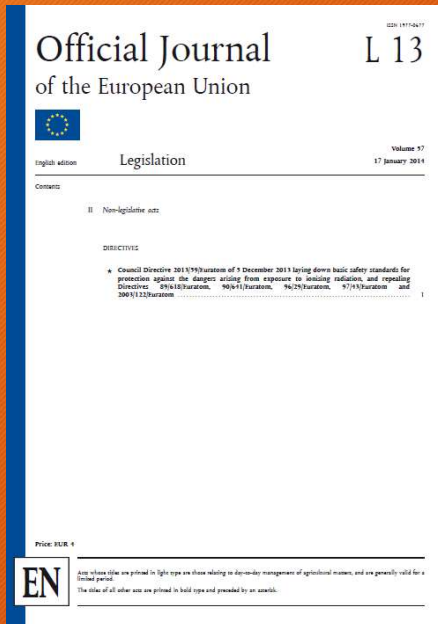 ISSN 1977-0677
Official Journal
L 13
of the European Union
Volume 57
English edition
Legislation
17 January 2014
Contents
II Non-legislative acts
DIRECTIVES
★ Council Directive 2013/59/Euratom of 5 December 2013 laying down basic safety standards for
protection against the dangers arising from exposure to ionising radiation, and repealing
Directives 89/618/Euratom, 90/641/Euratom, 96/29/Euratom, 97/43/Euratom and
2003/122/Euratom ........................................................................ 1
Price: EUR 4
EN
Acts whose titles are printed in light type are those relating to day-to-day management of agricultural matters, and are generally valid for a
limited period.
The titles of all other acts are printed in bold type and preceded by an asterisk.